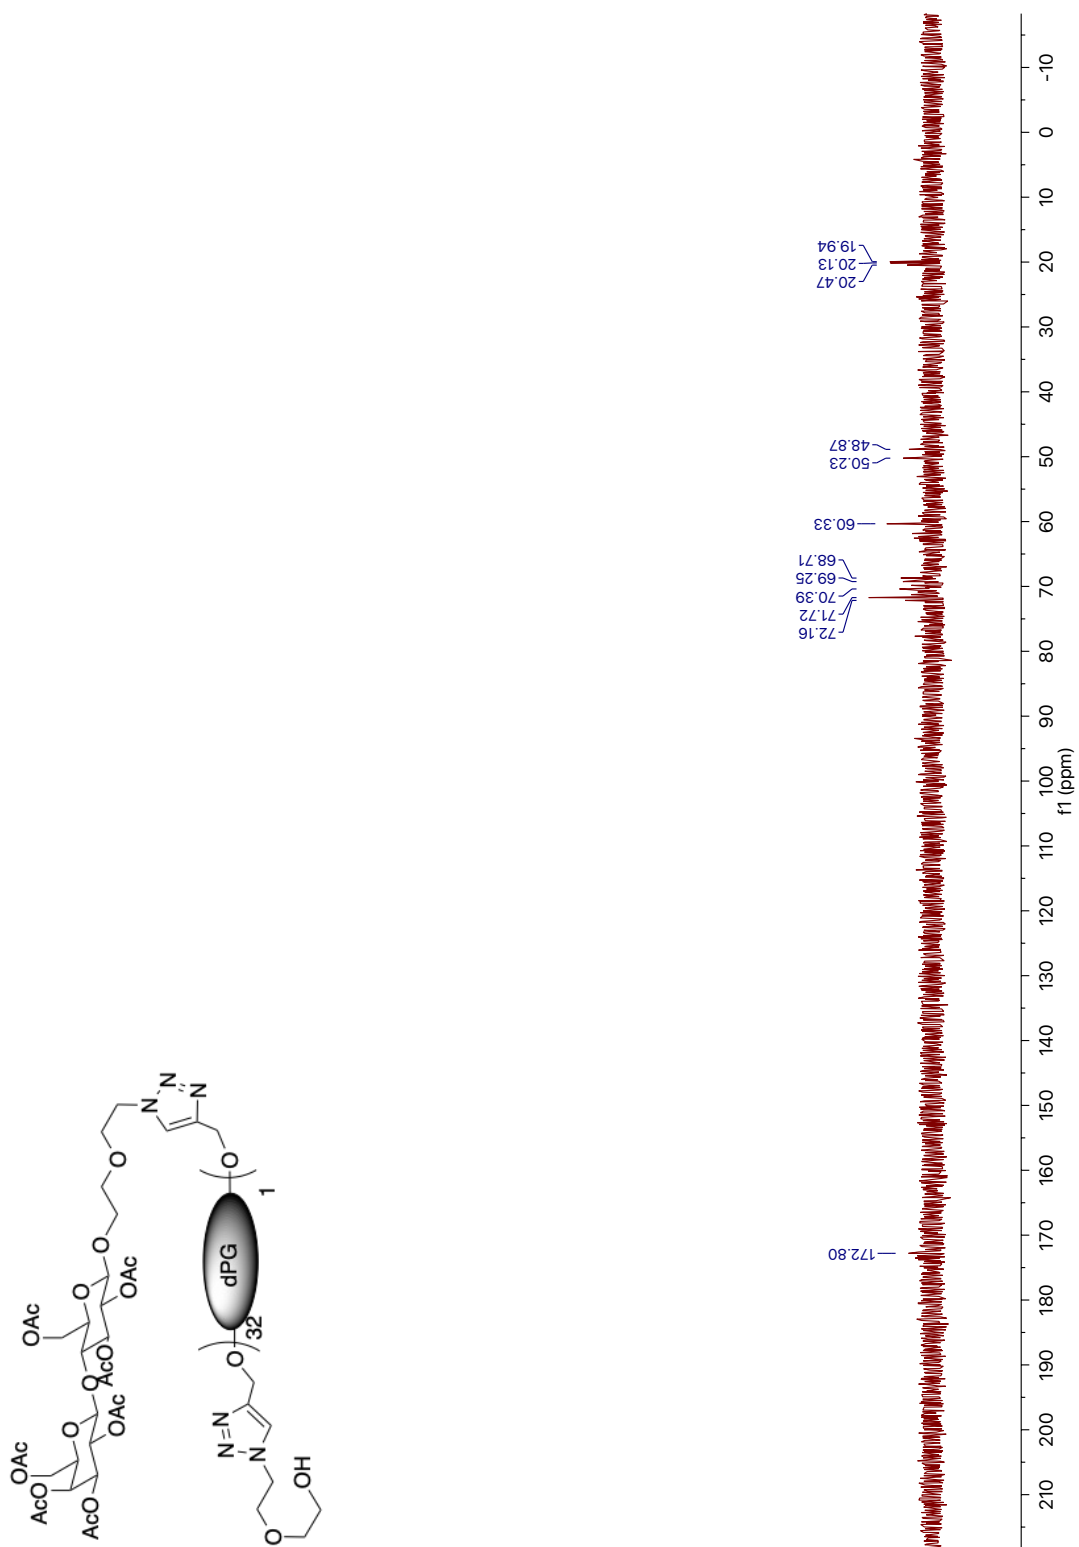 172.80
72.16
71.72
70.39
69.25
68.71
60.33
50.23
48.87
20.47
20.13
19.94
210
200
190
180
170
160
150
140
130
120
110
100
90
80
70
60
50
40
30
20
10
0
-10
f1 (ppm)
OAc
AcO
AcO
O
OAc
O
OAc
AcO
O
OAc
O
O
N
N
N
O
1
dPG
32
O
N=N
N
O
OH